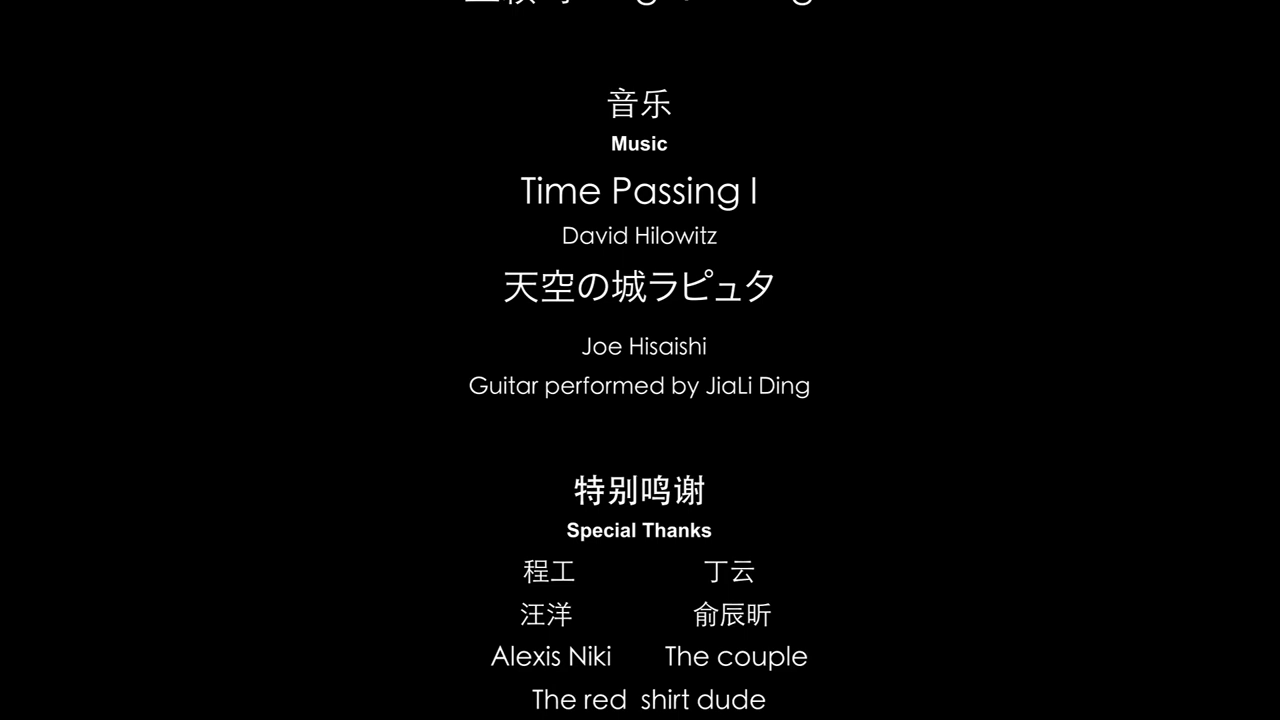 音乐
Music
Time Passing I
David Hilowitz
天空の城ラピュタ
Joe Hisaishi
Guitar performed by JiaLi Ding
特别鸣谢
Special Thanks
程工 丁云
汪洋 俞辰昕
Alexis Niki The couple
The red shirt dude